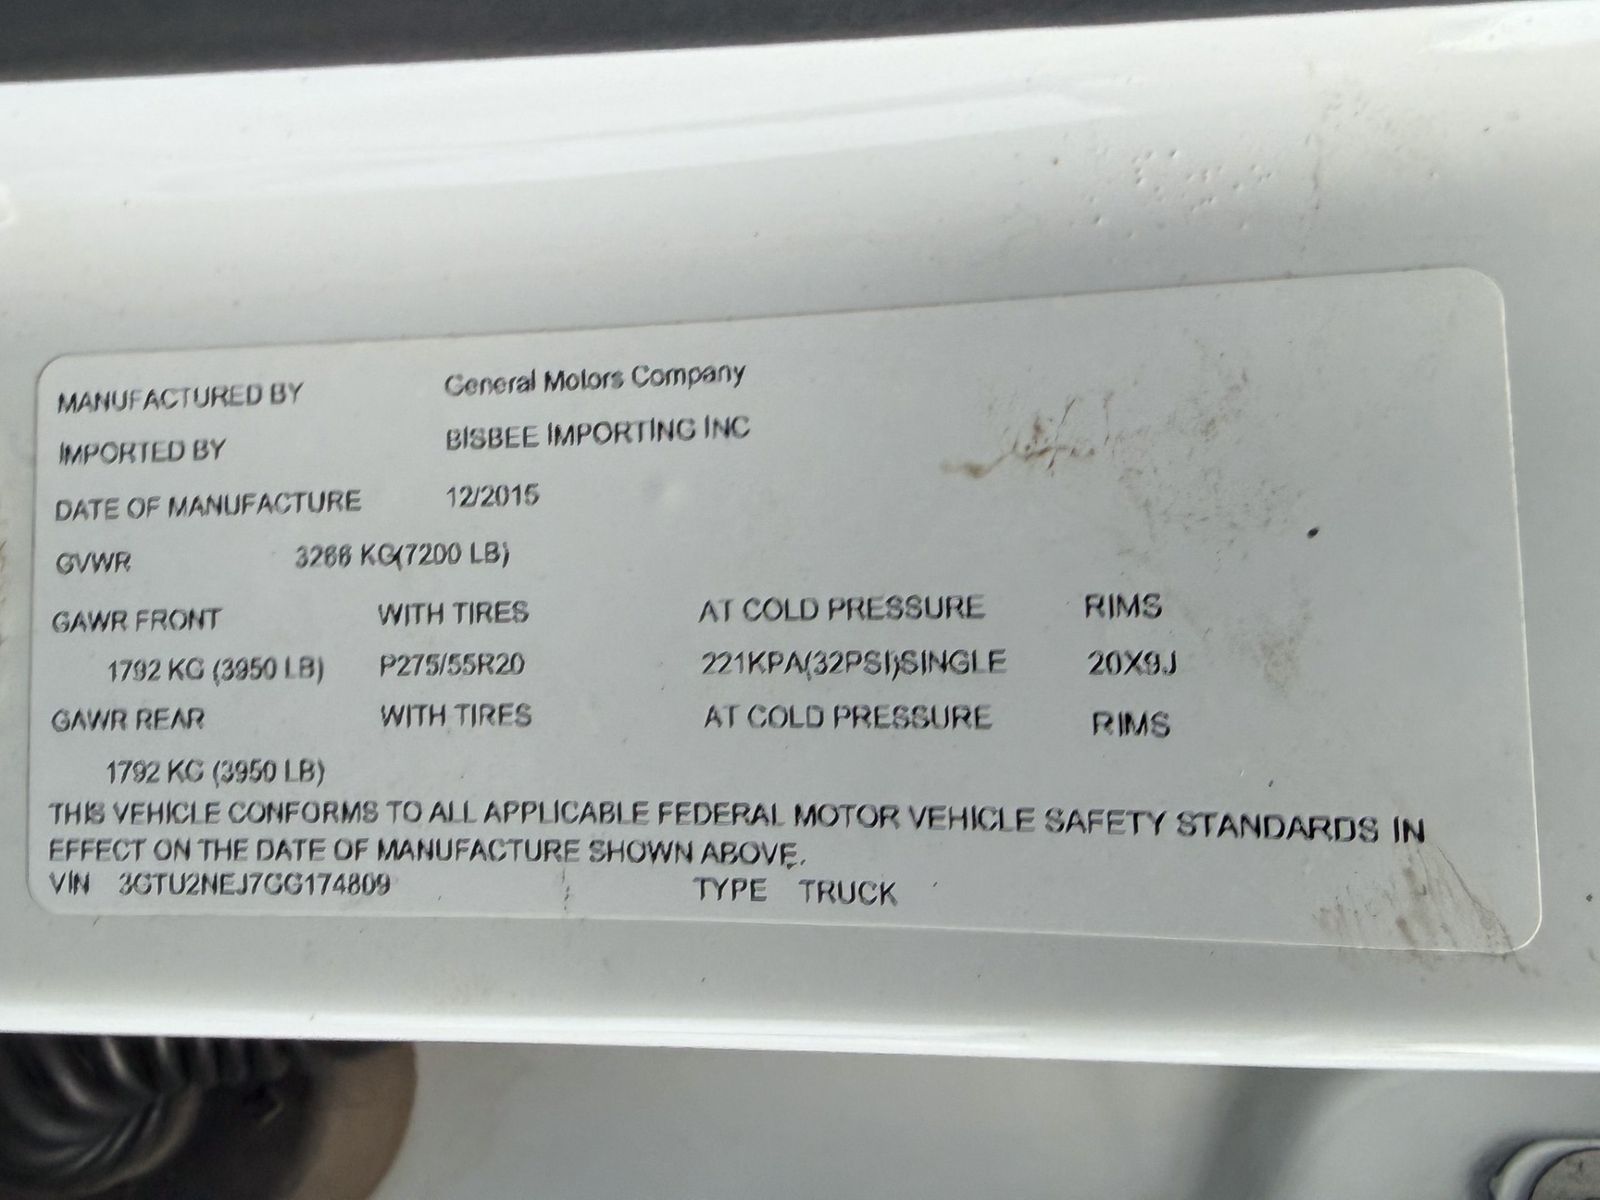 MANUFACTURED BY General Motors Company
IMPORTED BY BISBEE IMPORTING INC
DATE OF MANUFACTURE 12/2015
GVWR 3266 KG(7200 LB)
GAWR FRONT WITH TIRES AT COLD PRESSURE RIMS
1792 KG (3950 LB) P275/55R20 221KPA(32PSI)SINGLE 20X9J
GAWR REAR WITH TIRES AT COLD PRESSURE RIMS
1792 KG (3950 LB)
THIS VEHICLE CONFORMS TO ALL APPLICABLE FEDERAL MOTOR VEHICLE SAFETY STANDARDS IN
EFFECT ON THE DATE OF MANUFACTURE SHOWN ABOVE.
VIN 3GTU2NEJ7GG174809 TYPE TRUCK